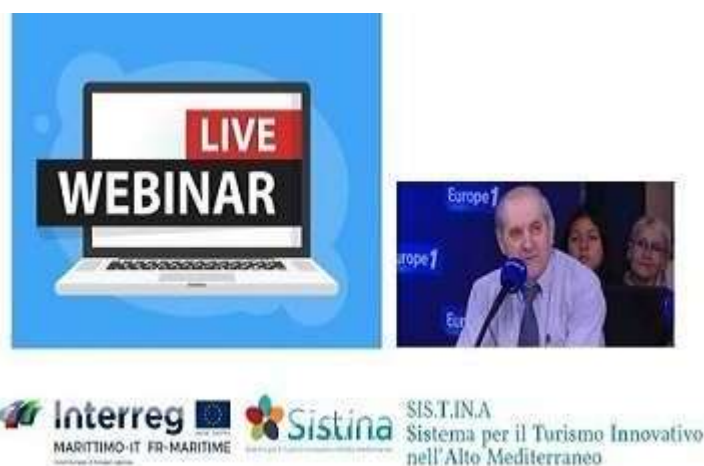 LIVE
WEBINAR
Europe 1
urope 1
Eur
Interreg
MARITTIMO-IT FR-MARITIME
Sistina
SIS.T.IN.A
Sistema per il Turismo Innovativo
nell'Alto Mediterraneo